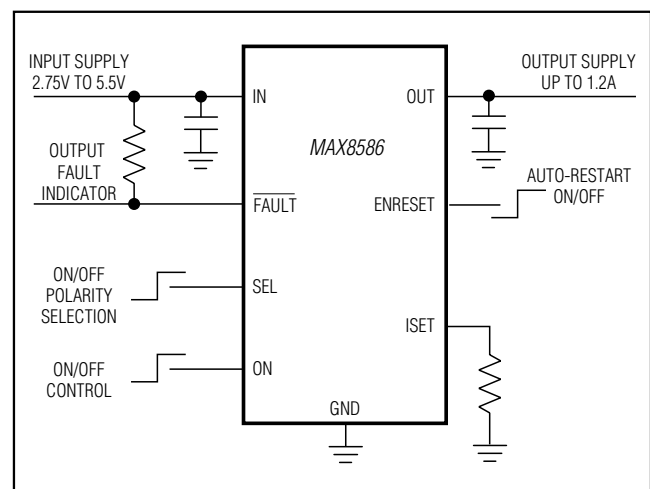 INPUT SUPPLY
2.75V TO 5.5V
OUTPUT SUPPLY
UP TO 1.2A
IN
OUT
MAX8586
OUTPUT
FAULT
INDICATOR
FAULT
ENRESET
AUTO-RESTART
ON/OFF
ON/OFF
POLARITY
SELECTION
SEL
ISET
ON/OFF
CONTROL
ON
GND